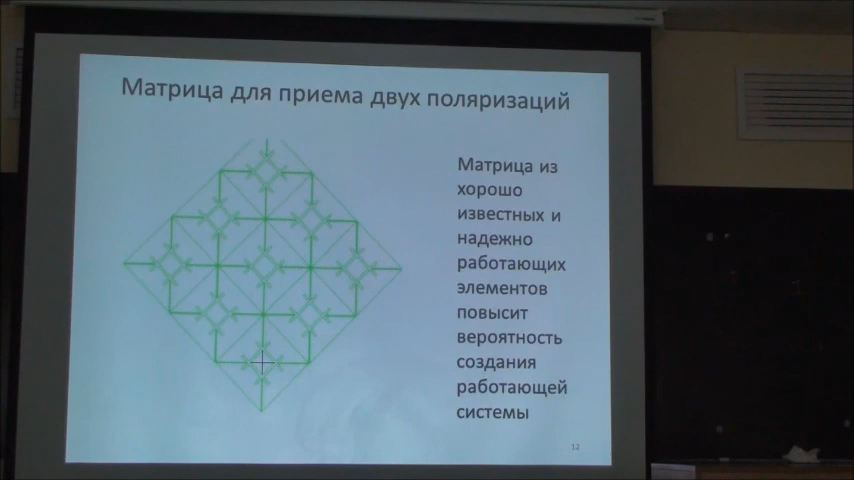 Матрица для приема двух поляризаций
Матрица из
хорошо
известных и
надежно
работающих
элементов
повысит
вероятность
создания
работающей
системы
12